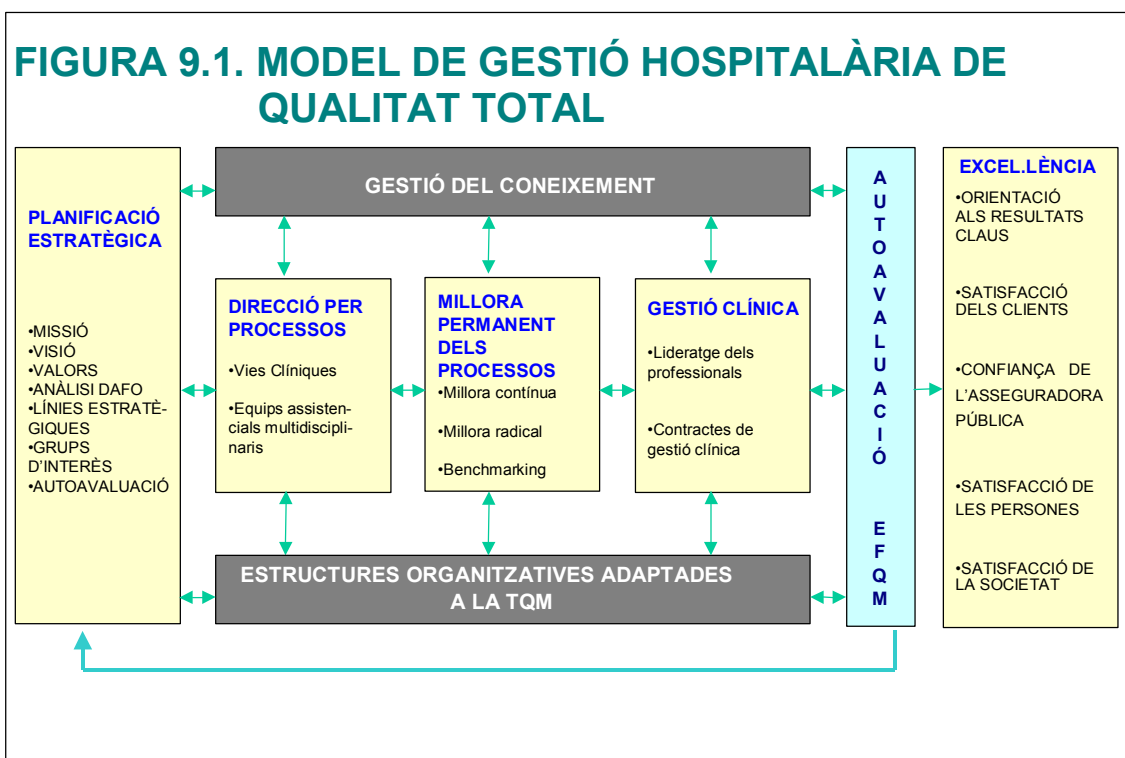 FIGURA 9.1. MODEL DE GESTIÓ HOSPITALÀRIA DE
QUALITAT TOTAL
PLANIFICACIÓ
ESTRATÈGICA
•MISSIÓ
•VISIÓ
•VALORS
•ANÀLISI DAFO
•LÍNIES ESTRATÈ-
GIQUES
•GRUPS
D'INTERÈS
•AUTOAVALUACIÓ
GESTIÓ DEL CONEIXEMENT
DIRECCIÓ PER
PROCESSOS
•Vies Clíniques
•Equips assisten-
cials multidiscipli-
naris
MILLORA
PERMANENT
DELS
PROCESSOS
•Millora contínua
•Millora radical
•Benchmarking
GESTIÓ CLÍNICA
•Lideratge dels
professionals
•Contractes de
gestió clínica
ESTRUCTURES ORGANITZATIVES ADAPTADES
A LA TQM
AUTOAVALUACIÓ EFQM
EXCEL.LÈNCIA
•ORIENTACIÓ
ALS RESULTATS
CLAUS
•SATISFACCIÓ
DELS CLIENTS
•CONFIANÇA DE
L'ASSEGURADORA
PÚBLICA
•SATISFACCIÓ DE
LES PERSONES
•SATISFACCIÓ DE
LA SOCIETAT